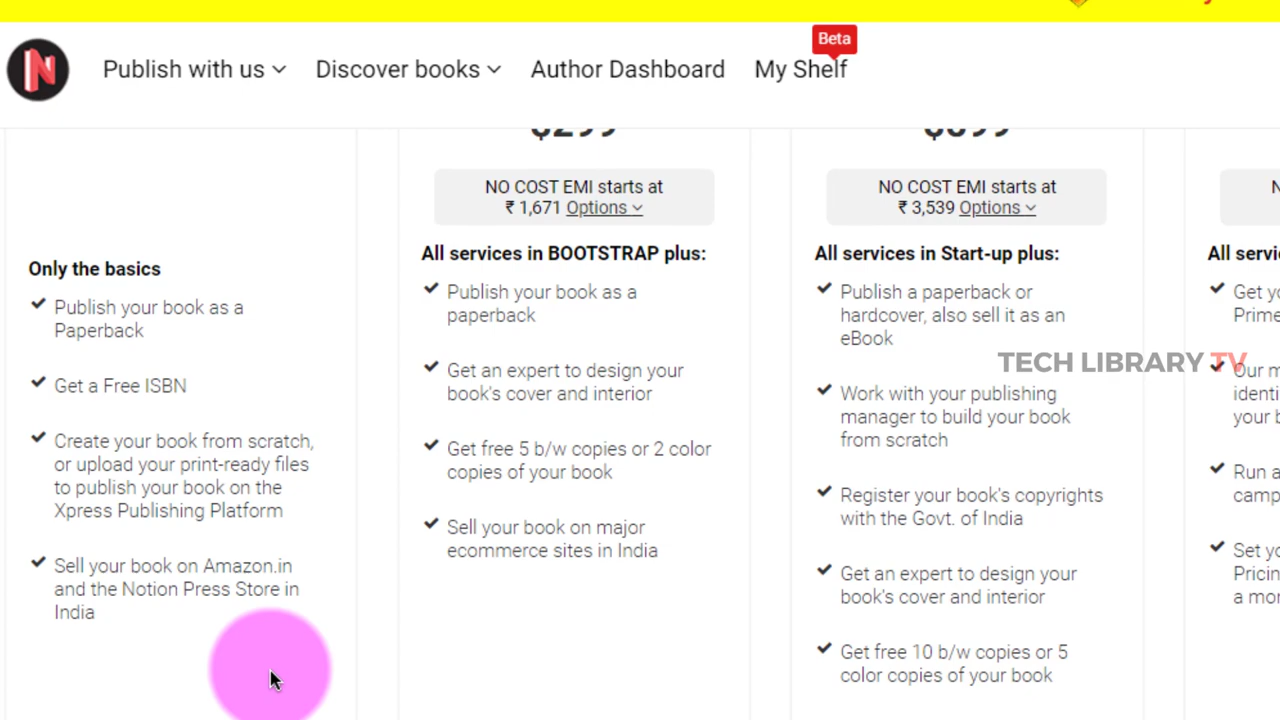 Beta
Publish with us
Discover books
Author Dashboard
My Shelf
Only the basics
Publish your book as a
Paperback
Get a Free ISBN
Create your book from scratch,
or upload your print-ready files
to publish your book on the
Xpress Publishing Platform
Sell your book on Amazon.in
and the Notion Press Store in
India
NO COST EMI starts at
₹ 1,671 Options
All services in BOOTSTRAP plus:
Publish your book as a
paperback
Get an expert to design your
book's cover and interior
Get free 5 b/w copies or 2 color
copies of your book
Sell your book on major
ecommerce sites in India
NO COST EMI starts at
₹ 3,539 Options
All services in Start-up plus:
Publish a paperback or
hardcover, also sell it as an
eBook
Work with your publishing
manager to build your book
from scratch
Register your book's copyrights
with the Govt. of India
Get an expert to design your
book's cover and interior
Get free 10 b/w copies or 5
color copies of your book
TECH LIBRARY TV
All
Run a